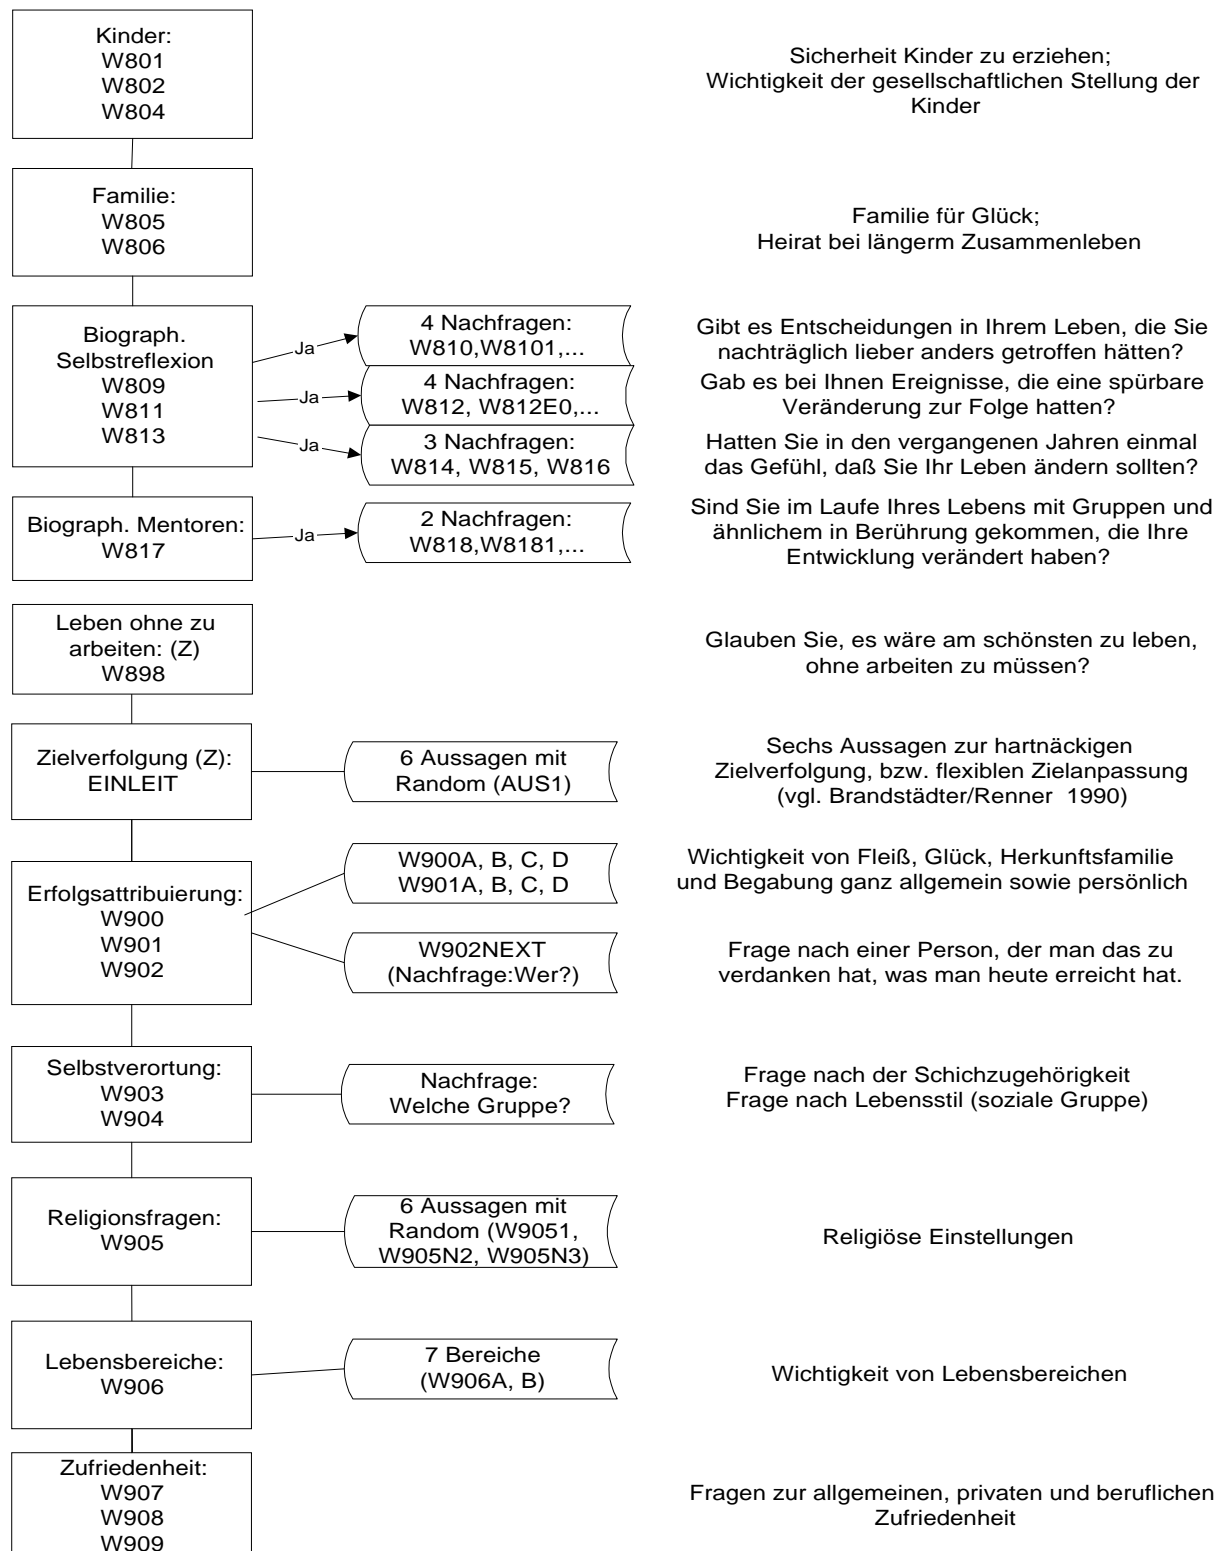 Kinder:
W801
W802
W804
Sicherheit Kinder zu erziehen;
Wichtigkeit der gesellschaftlichen Stellung der
Kinder
Familie:
W805
W806
Familie für Glück;
Heirat bei längerm Zusammenleben
Biograph.
Selbstreflexion
W809
W811
W813
Ja
4 Nachfragen:
W810,W8101,...
Gibt es Entscheidungen in Ihrem Leben, die Sie
nachträglich lieber anders getroffen hätten?
Ja
4 Nachfragen:
W812, W812E0,...
Gab es bei Ihnen Ereignisse, die eine spürbare
Veränderung zur Folge hatten?
Ja
3 Nachfragen:
W814, W815, W816
Hatten Sie in den vergangenen Jahren einmal
das Gefühl, daß Sie Ihr Leben ändern sollten?
Biograph. Mentoren:
W817
Ja
2 Nachfragen:
W818,W8181,...
Sind Sie im Laufe Ihres Lebens mit Gruppen und
ähnlichem in Berührung gekommen, die Ihre
Entwicklung verändert haben?
Leben ohne zu
arbeiten: (Z)
W898
Glauben Sie, es wäre am schönsten zu leben,
ohne arbeiten zu müssen?
Zielverfolgung (Z):
EINLEIT
6 Aussagen mit
Random (AUS1)
Sechs Aussagen zur hartnäckigen
Zielverfolgung, bzw. flexiblen Zielanpassung
(vgl. Brandstädter/Renner 1990)
Erfolgsattribuierung:
W900
W901
W902
W900A, B, C, D
W901A, B, C, D
Wichtigkeit von Fleiß, Glück, Herkunftsfamilie
und Begabung ganz allgemein sowie persönlich
W902NEXT
(Nachfrage:Wer?)
Frage nach einer Person, der man das zu
verdanken hat, was man heute erreicht hat.
Selbstverortung:
W903
W904
Nachfrage:
Welche Gruppe?
Frage nach der Schichzugehörigkeit
Frage nach Lebensstil (soziale Gruppe)
Religionsfragen:
W905
6 Aussagen mit
Random (W9051,
W905N2, W905N3)
Religiöse Einstellungen
Lebensbereiche:
W906
7 Bereiche
(W906A, B)
Wichtigkeit von Lebensbereichen
Zufriedenheit:
W907
W908
W909
Fragen zur allgemeinen, privaten und beruflichen
Zufriedenheit